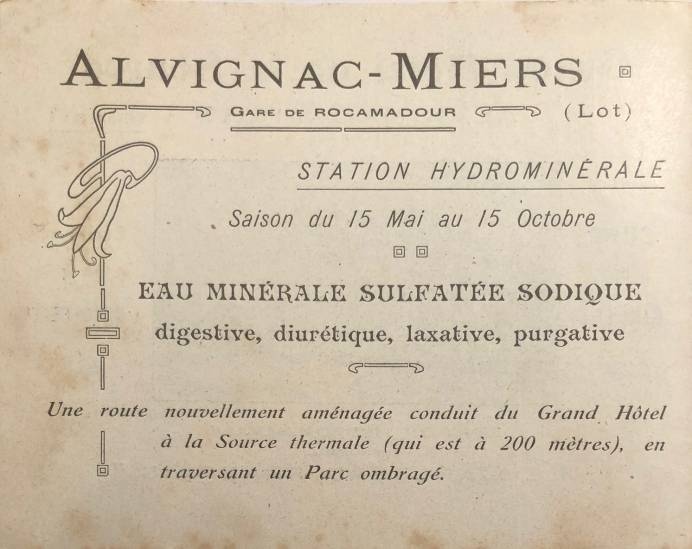 ALVIGNAC-MIERS
GARE DE ROCAMADOUR (Lot)
STATION HYDROMINÉRALE
Saison du 15 Mai au 15 Octobre
EAU MINÉRALE SULFATÉE SODIQUE
digestive, diurétique, laxative, purgative
Une route nouvellement aménagée conduit du Grand Hôtel
à la Source thermale (qui est à 200 mètres), en
traversant un Parc ombragé.